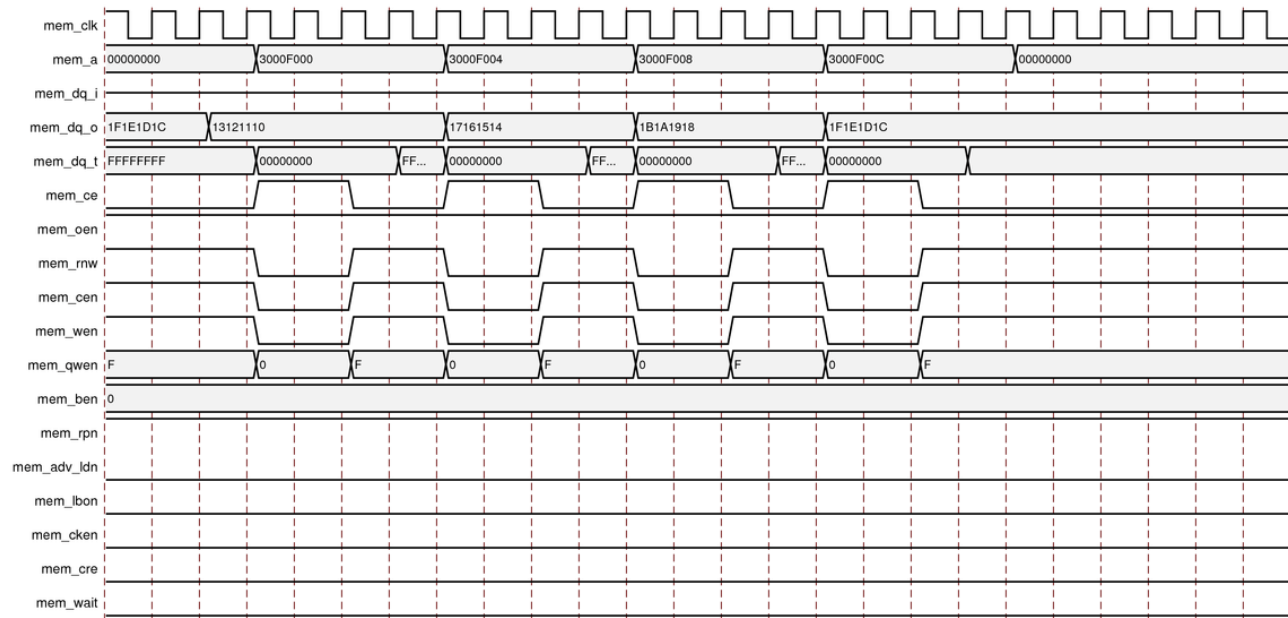 mem_clk
mem_a 00000000 3000F000 3000F004 3000F008 3000F00C 00000000
mem_dq_i
mem_dq_o 1F1E1D1C 13121110 17161514 1B1A1918 1F1E1D1C
mem_dq_t FFFFFFFF 00000000 FF... 00000000 FF... 00000000 FF... 00000000
mem_ce
mem_oen
mem_rnw
mem_cen
mem_wen
mem_qwen F 0 F 0 F 0 F 0 F
mem_ben 0
mem_rpn
mem_adv_ldn
mem_lbon
mem_cken
mem_cre
mem_wait